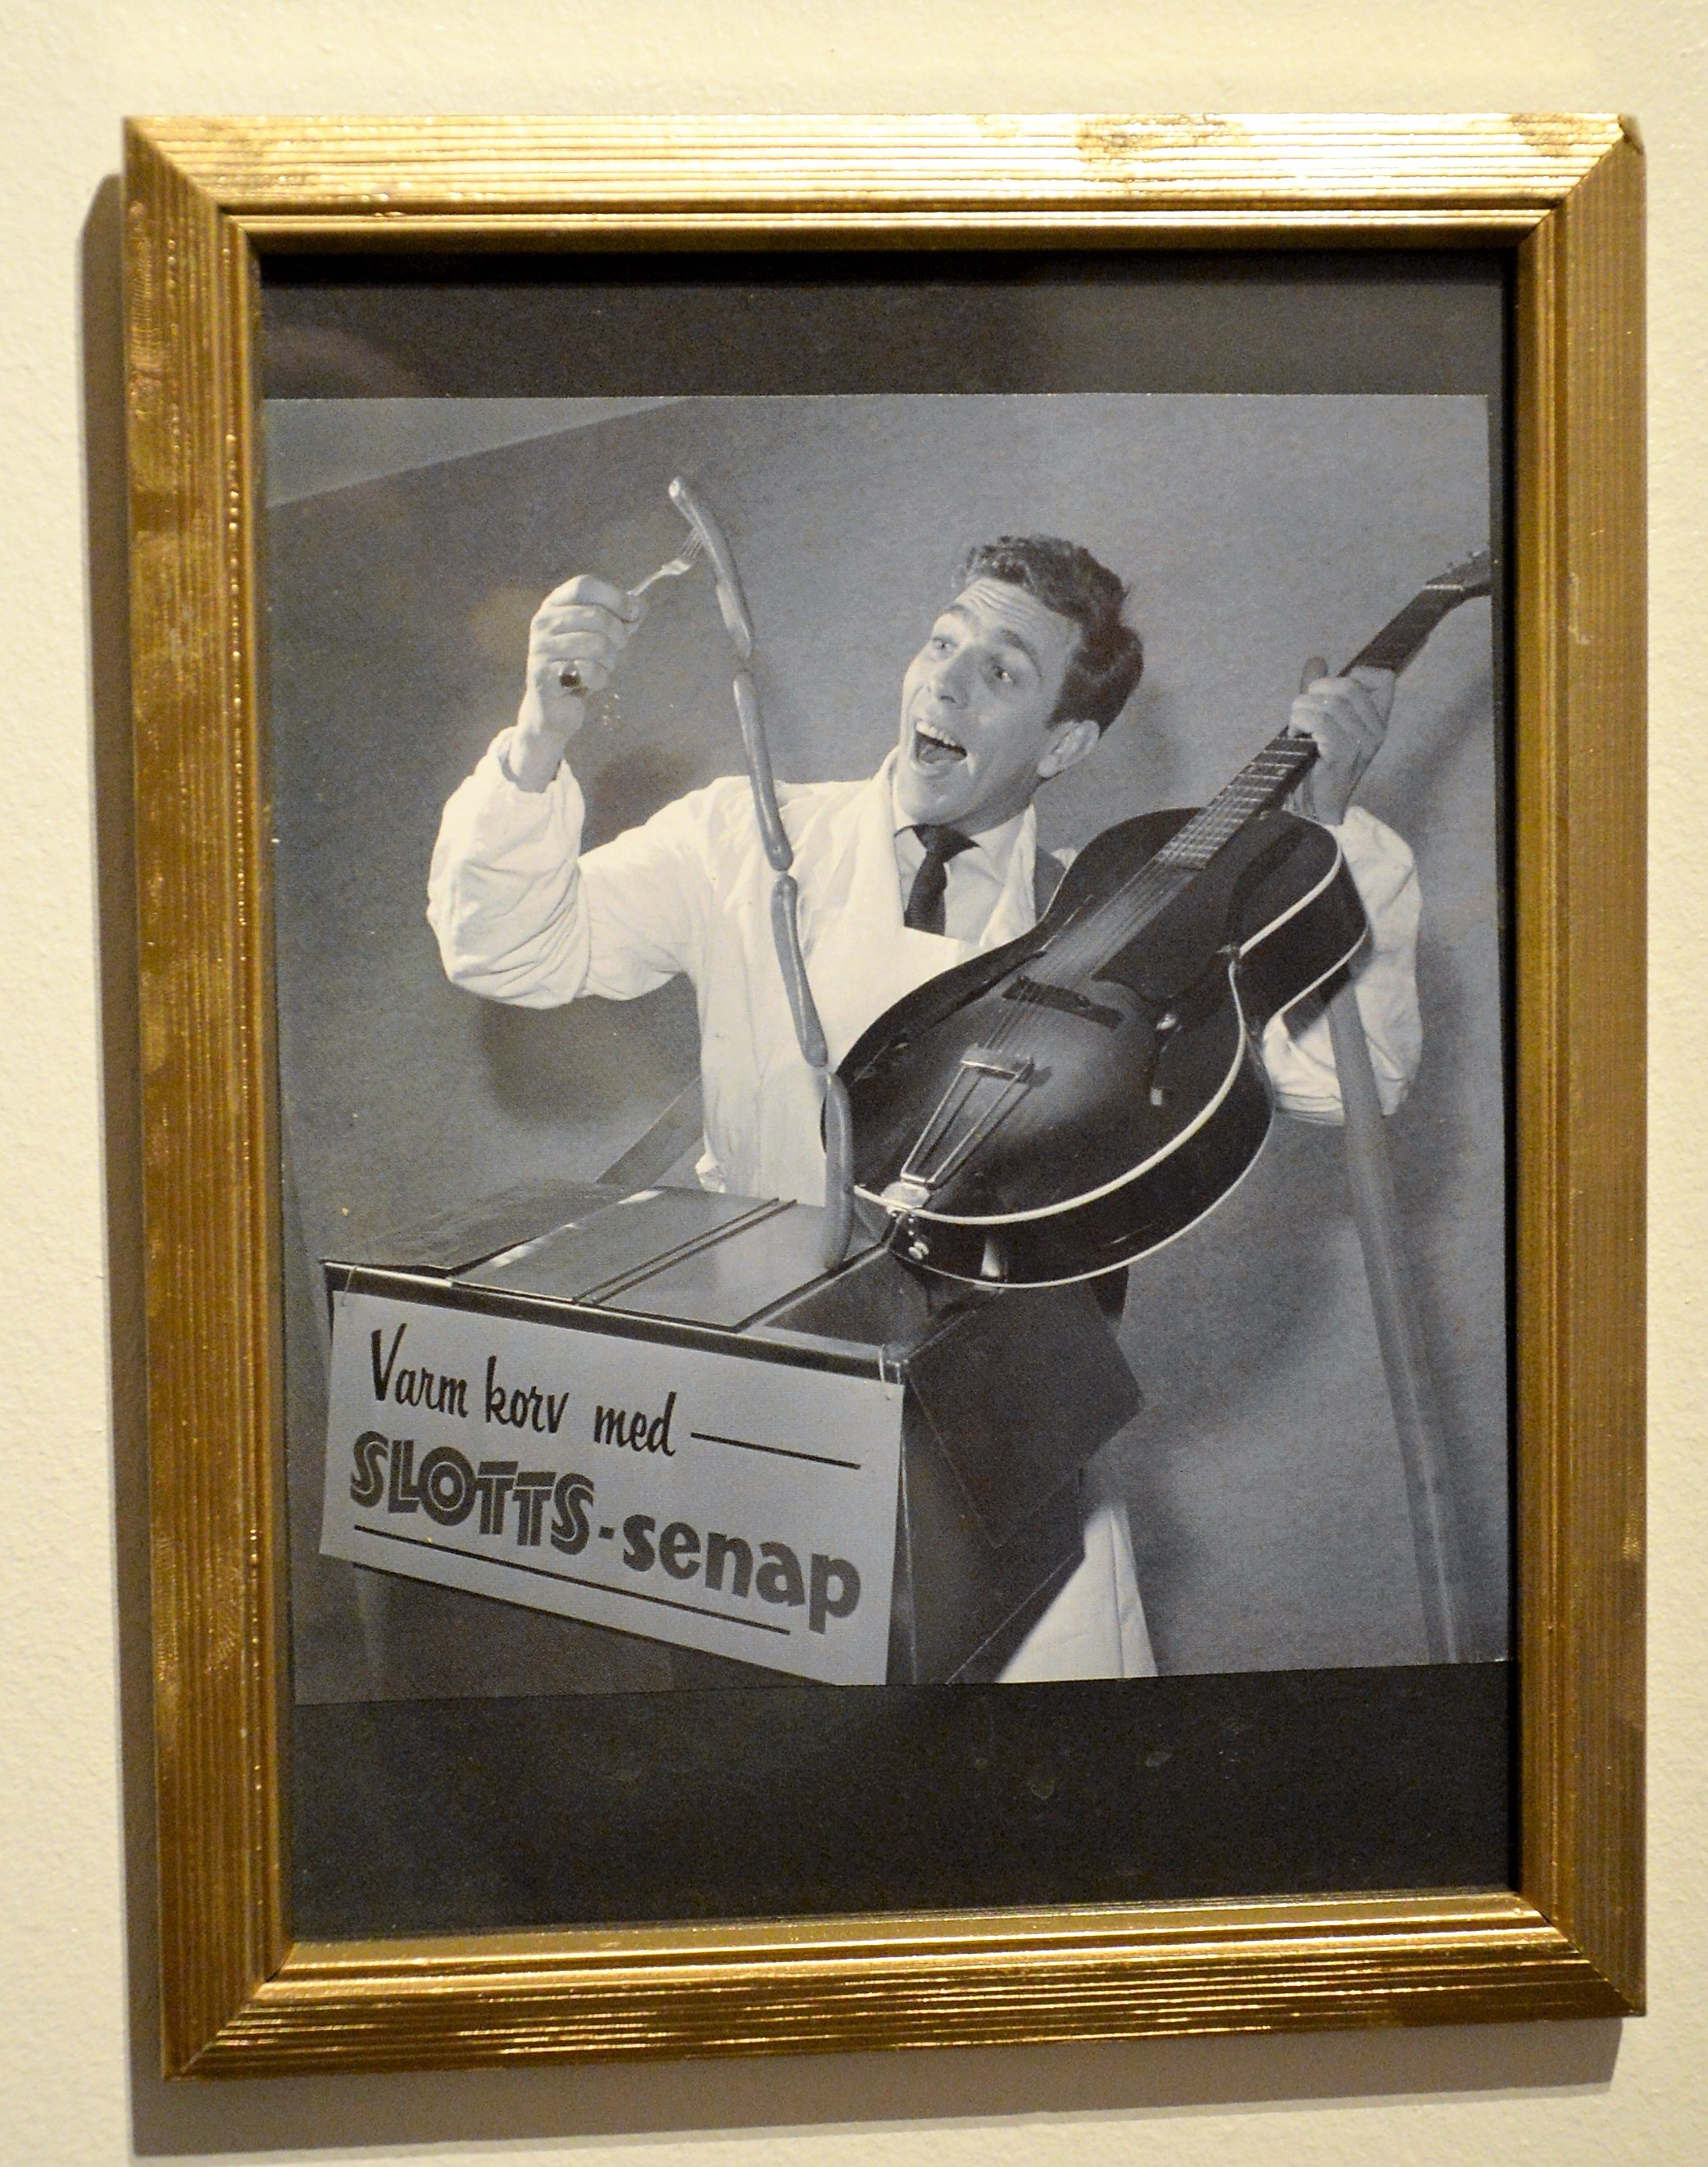 Varm korv med
SLOTTS-senap